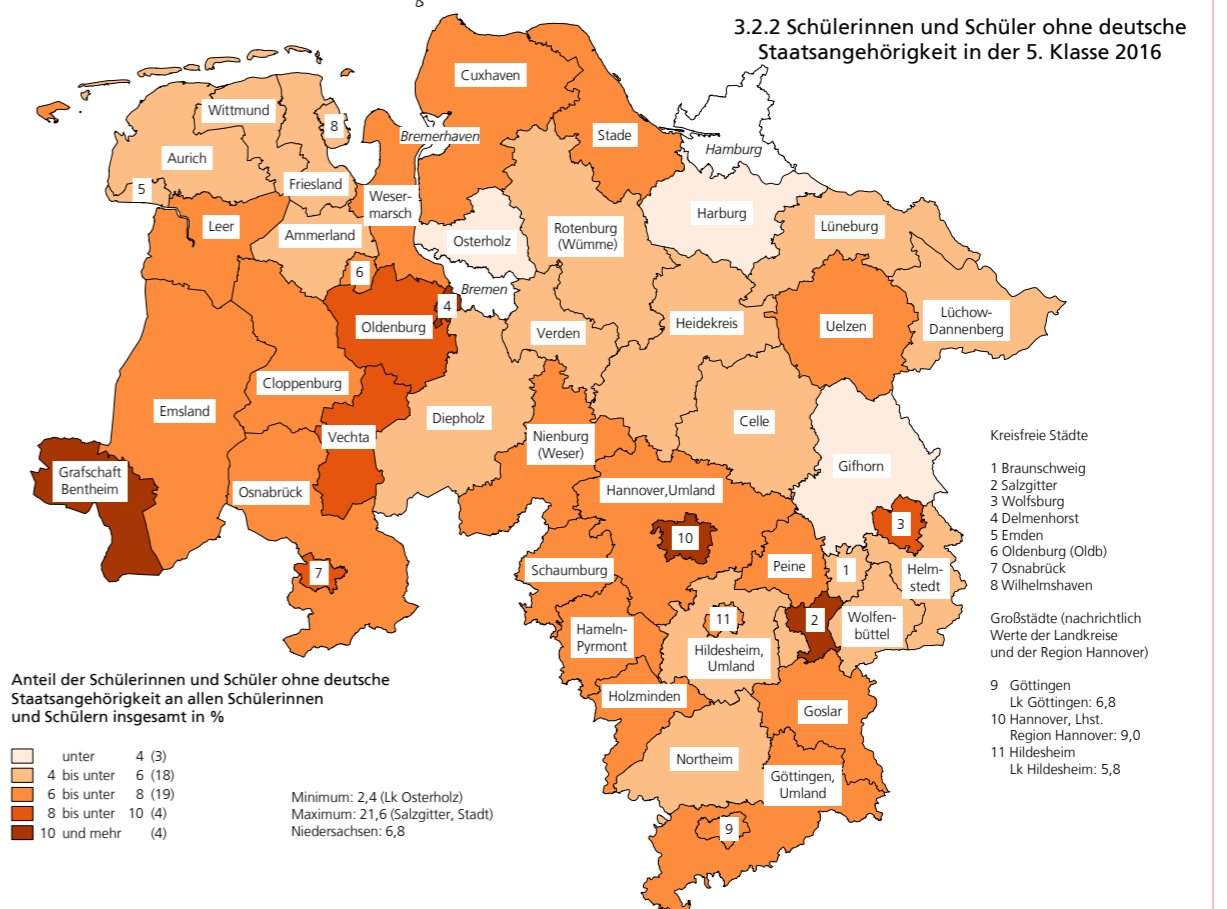 3.2.2 Schülerinnen und Schüler ohne deutsche
Staatsangehörigkeit in der 5. Klasse 2016
Cuxhaven
Wittmund
8
Bremerhaven
Stade
Hamburg
Aurich
Friesland
5
Weser-
marsch
Harburg
Leer
Ammerland
Osterholz
Rotenburg
(Wümme)
Lüneburg
6
Bremen
4
Oldenburg
Verden
Heidekreis
Uelzen
Lüchow-
Dannenberg
Cloppenburg
Emsland
Diepholz
Celle
Vechta
Nienburg
(Weser)
Gifhorn
Grafschaft
Bentheim
Osnabrück
Hannover,Umland
3
10
7
Schaumburg
Peine
1
Helm-
stedt
11
2
Wolfen-
büttel
Hameln-
Pyrmont
Hildesheim,
Umland
Holzminden
Goslar
Northeim
Göttingen,
Umland
9
Kreisfreie Städte
1 Braunschweig
2 Salzgitter
3 Wolfsburg
4 Delmenhorst
5 Emden
6 Oldenburg (Oldb)
7 Osnabrück
8 Wilhelmshaven
Großstädte (nachrichtlich
Werte der Landkreise
und der Region Hannover)
9 Göttingen
Lk Göttingen: 6,8
10 Hannover, Lhst.
Region Hannover: 9,0
11 Hildesheim
Lk Hildesheim: 5,8
Anteil der Schülerinnen und Schüler ohne deutsche
Staatsangehörigkeit an allen Schülerinnen
und Schülern insgesamt in %
unter 4 (3)
4 bis unter 6 (18)
6 bis unter 8 (19)
8 bis unter 10 (4)
10 und mehr (4)
Minimum: 2,4 (Lk Osterholz)
Maximum: 21,6 (Salzgitter, Stadt)
Niedersachsen: 6,8